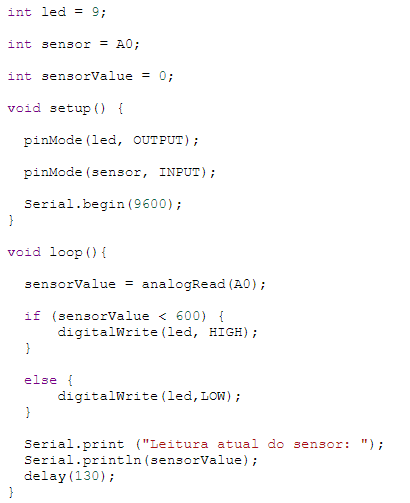 int led = 9;
int sensor = A0;
int sensorValue = 0;
void setup() {
pinMode(led, OUTPUT);
pinMode(sensor, INPUT);
Serial.begin(9600);
}
void loop(){
sensorValue = analogRead(A0);
if (sensorValue < 600) {
digitalWrite(led, HIGH);
}
else {
digitalWrite(led,LOW);
}
Serial.print ("Leitura atual do sensor: ");
Serial.println(sensorValue);
delay(130);
}